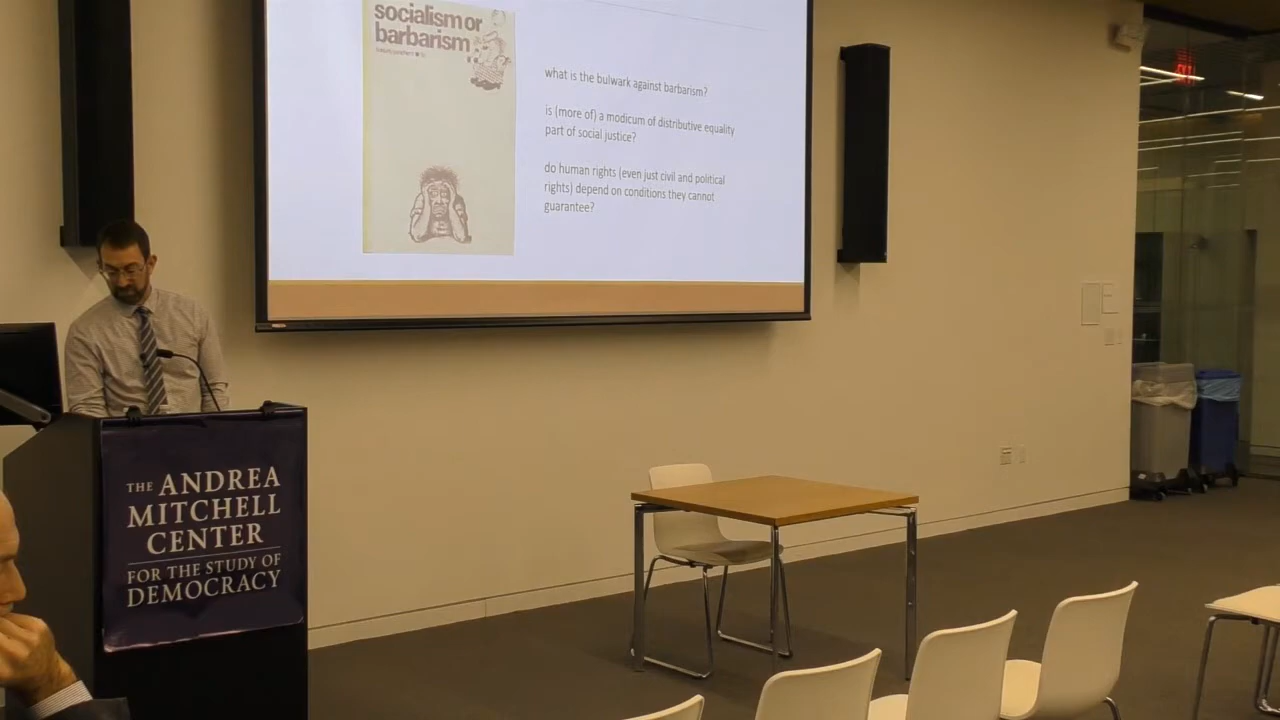 socialism or
barbarism
what is the bulwark against barbarism?
is (more of) a modicum of distributive equality
part of social justice?
do human rights (even just civil and political
rights) depend on conditions they cannot
guarantee?
EXIT
THE ANDREA
MITCHELL
CENTER
FOR THE STUDY OF
DEMOCRACY